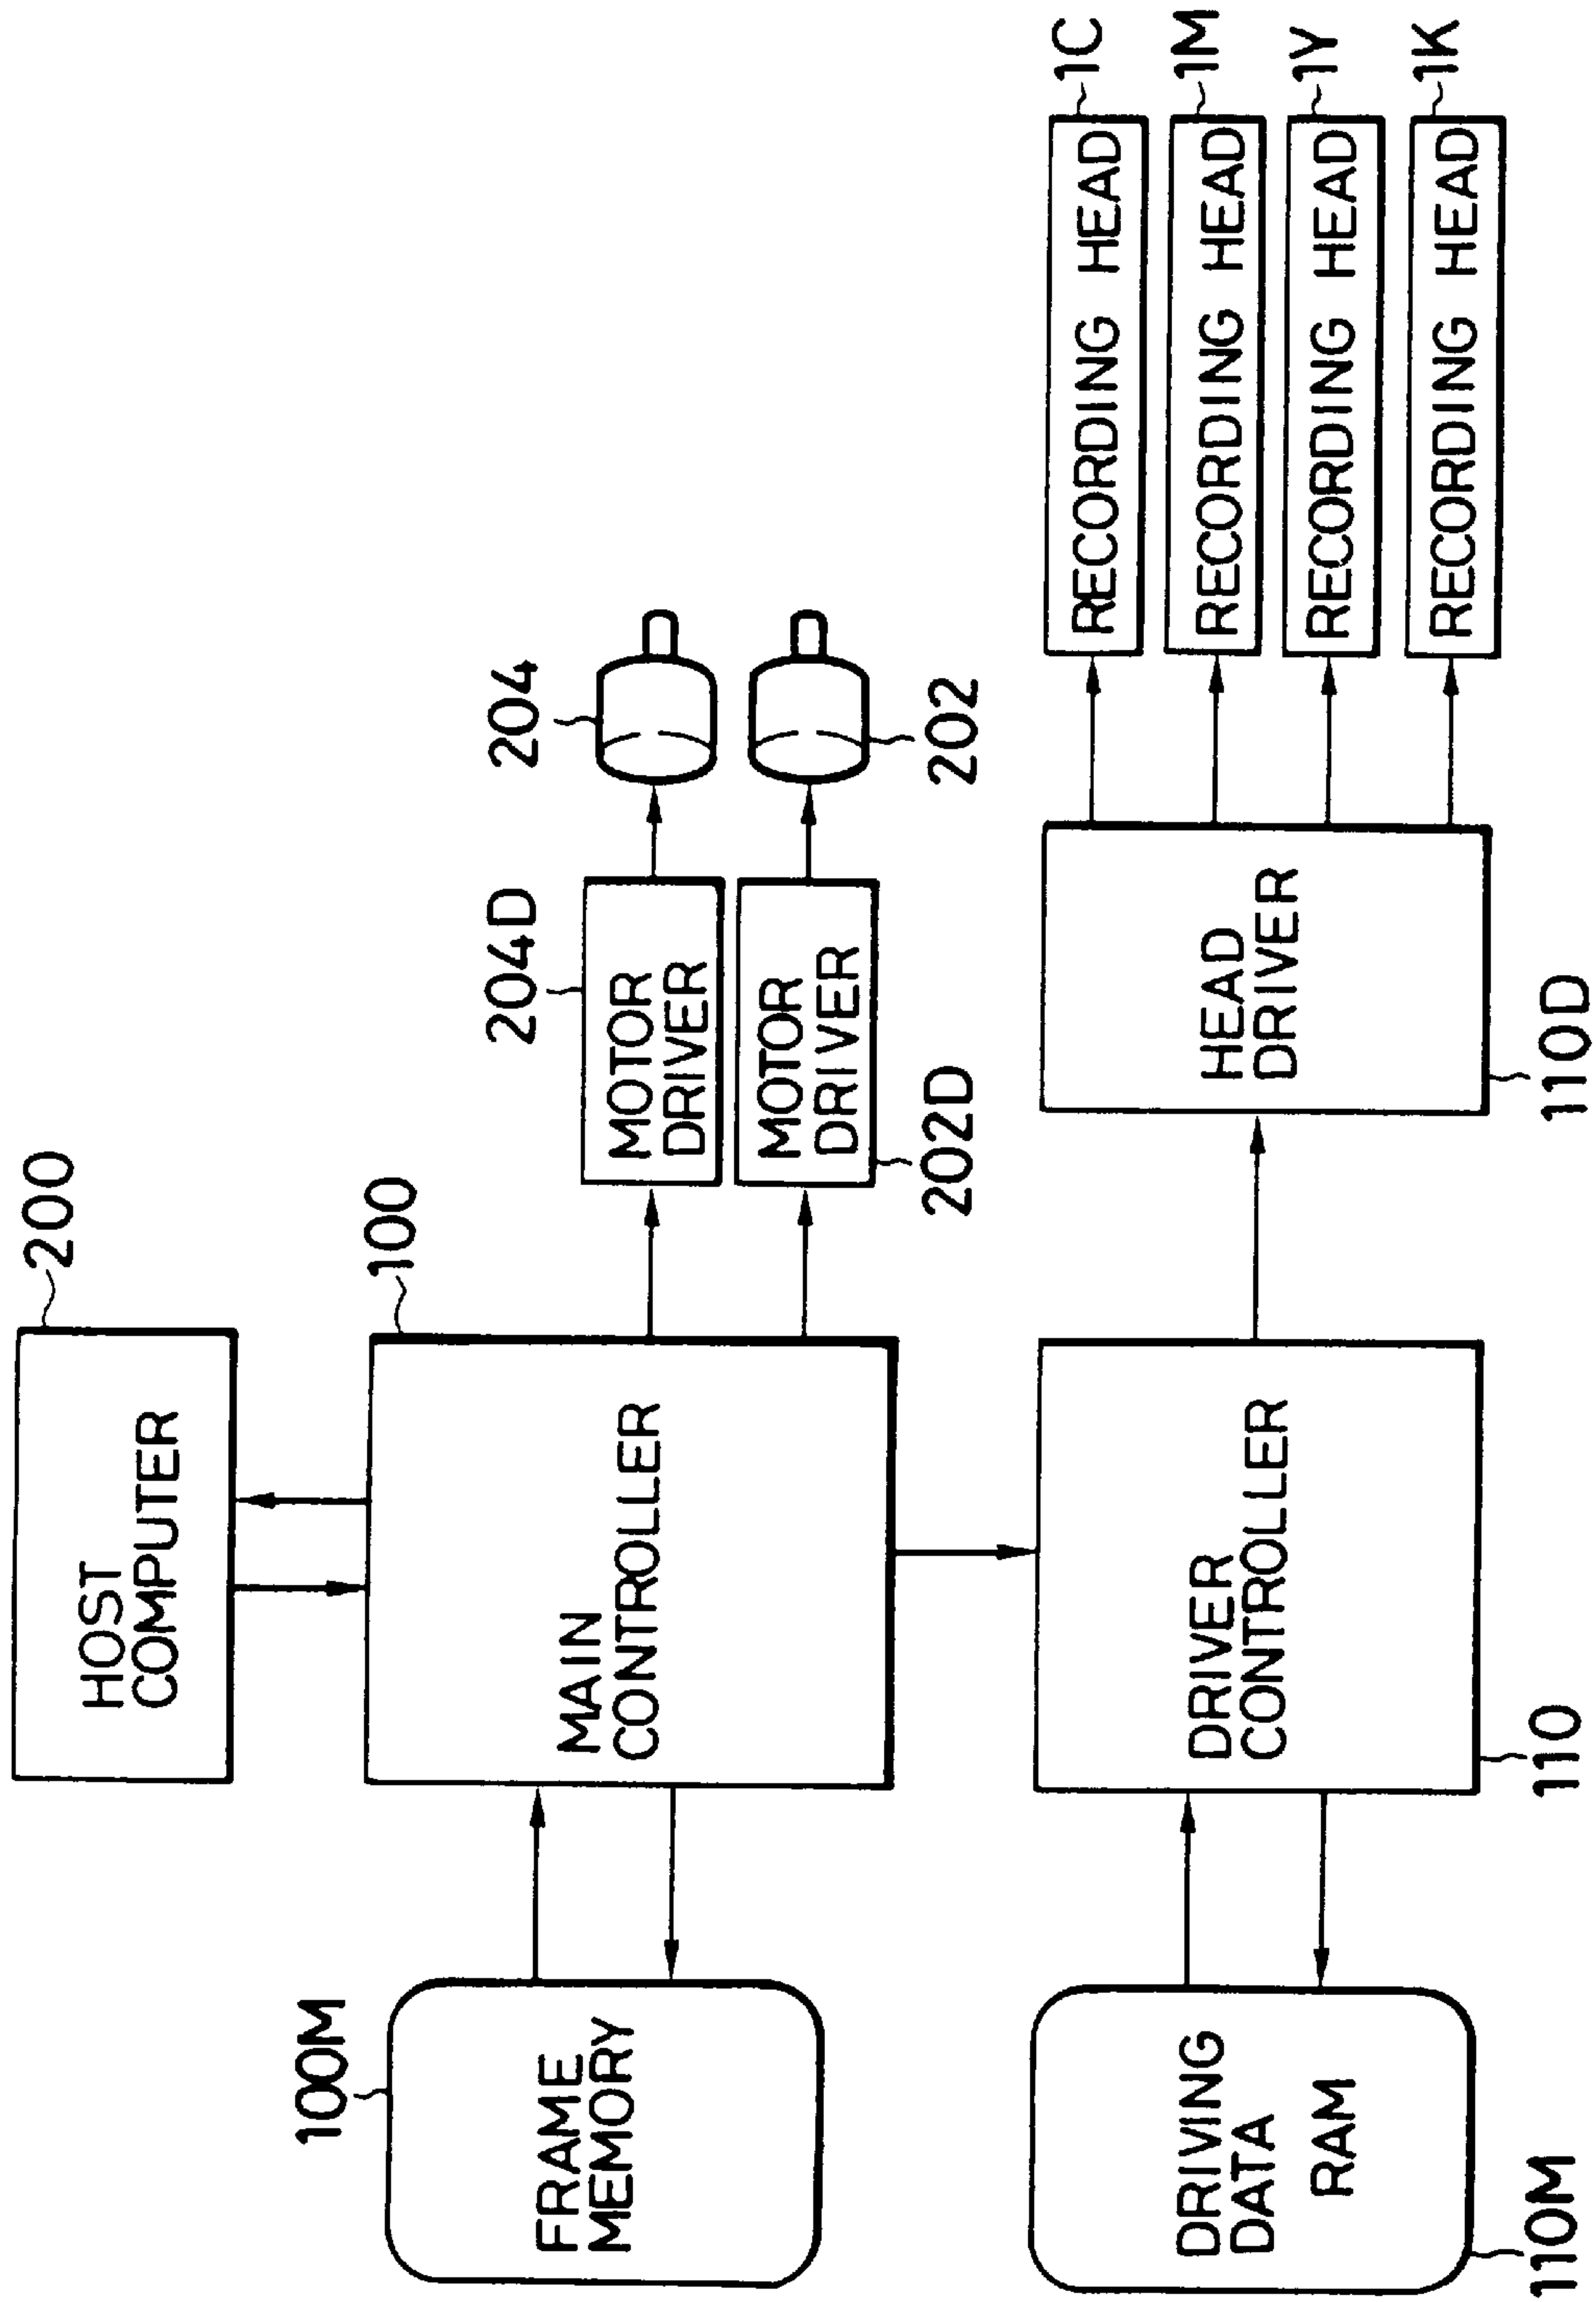 200
HOST
COMPUTER
100
MAIN
CONTROLLER
100M
FRAME
MEMORY
204D
MOTOR
DRIVER
204
MOTOR
DRIVER
202D
202
DRIVING
DATA
RAM
110M
DRIVER
CONTROLLER
110
HEAD
DRIVER
110D
RECORDING HEAD
1C
RECORDING HEAD
1M
RECORDING HEAD
1Y
RECORDING HEAD
1K